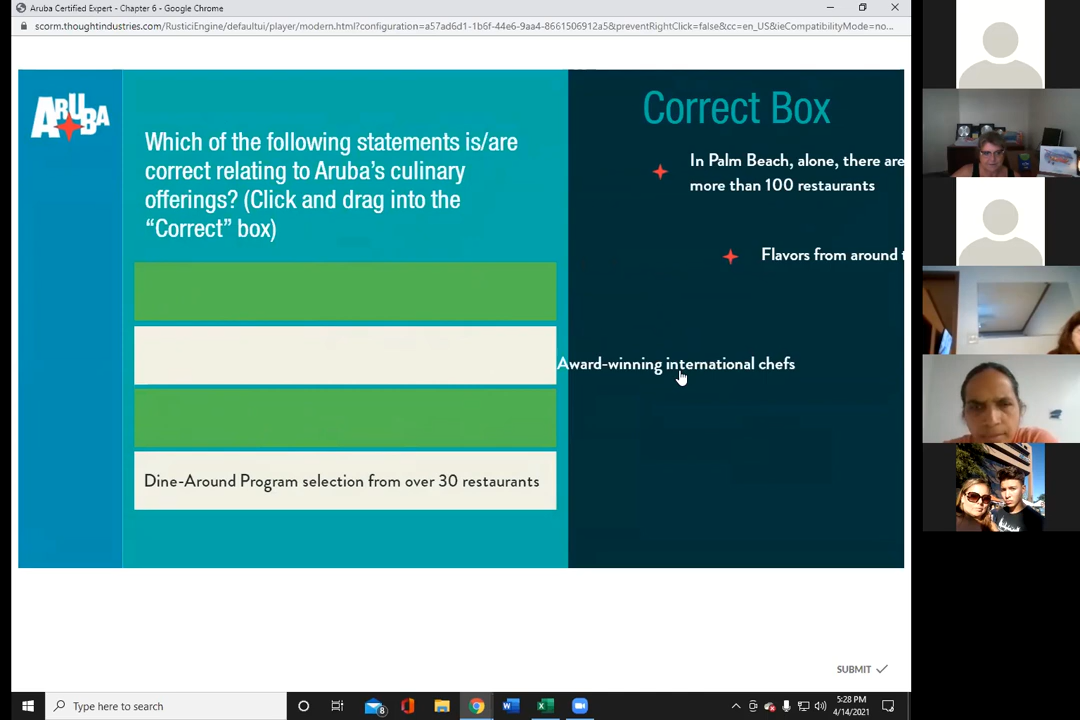 Aruba Certified Expert - Chapter 6 - Google Chrome
scorm.thoughtindustries.com/RusticiEngine/defaultui/player/modern.html?configuration=a57ad6d1-1b6f-44e6-9aa4-8661506912a5&preventRightClick=false&cc=en_US&ieCompatibilityMode=no...
ARUBA
Which of the following statements is/are
correct relating to Aruba's culinary
offerings? (Click and drag into the
“Correct” box)
Dine-Around Program selection from over 30 restaurants
Correct Box
In Palm Beach, alone, there are
more than 100 restaurants
Flavors from around
Award-winning international chefs
SUBMIT
Type here to search
8
5:28 PM
4/14/2021